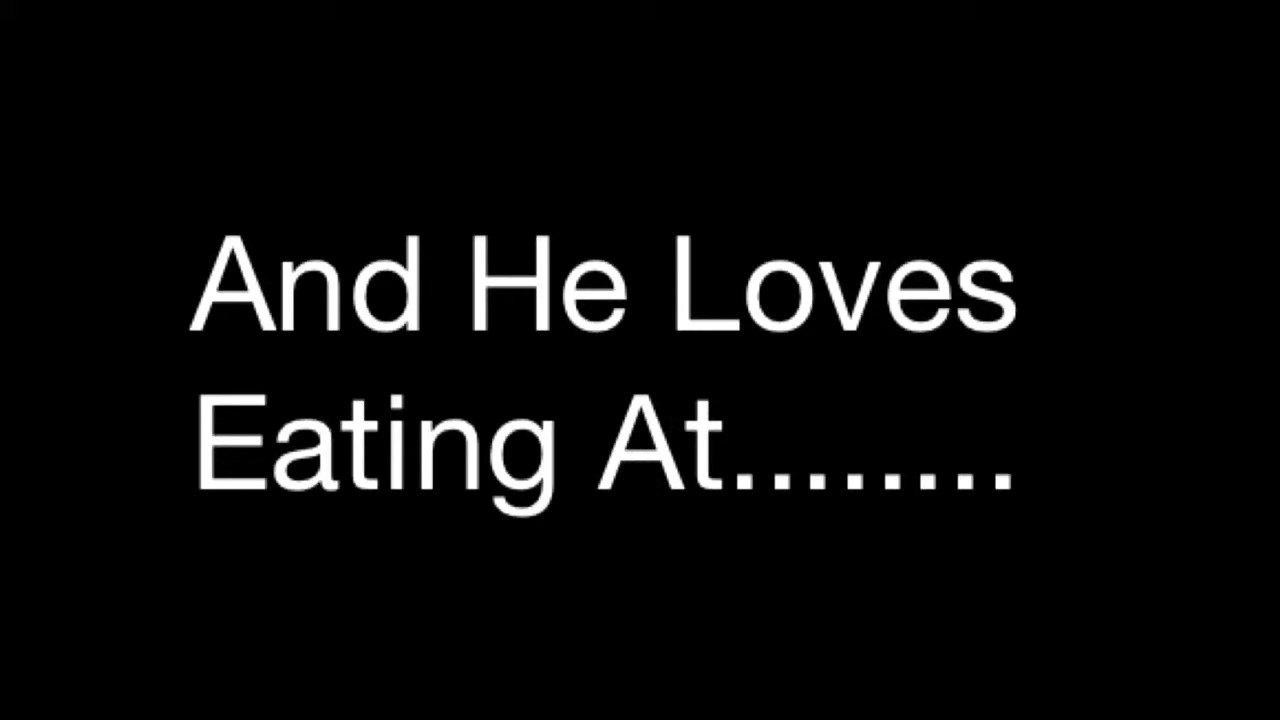 And He Loves
Eating At........